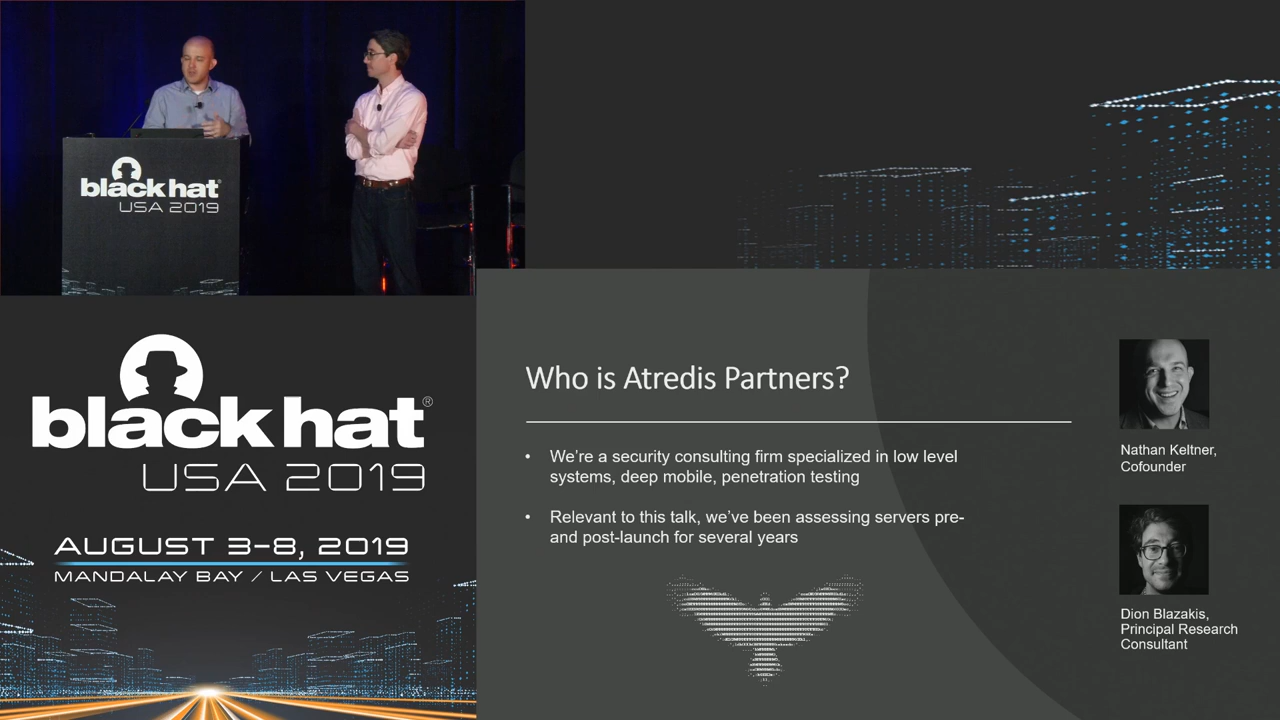 black hat
USA 2019
black hat®
USA 2019
AUGUST 3-8, 2019
MANDALAY BAY / LAS VEGAS
Who is Atredis Partners?
• We’re a security consulting firm specialized in low level
systems, deep mobile, penetration testing
• Relevant to this talk, we’ve been assessing servers pre-
and post-launch for several years
Nathan Keltner,
Cofounder
Dion Blazakis,
Principal Research
Consultant